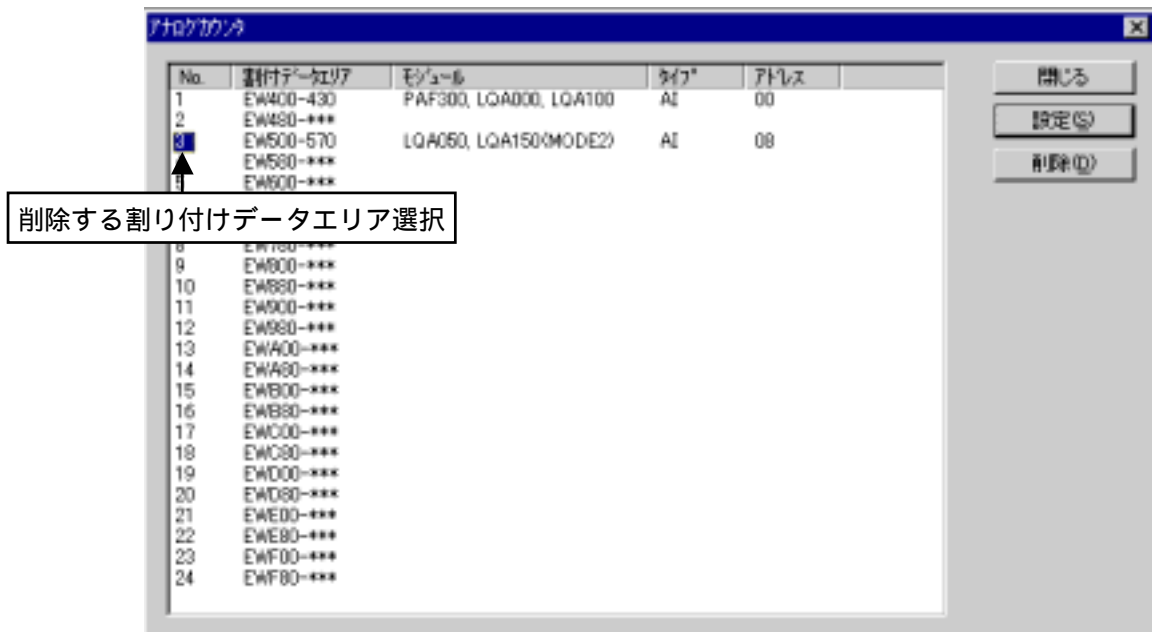 アナログカウンタ
No. 割付データエリア モジュール タイプ アドレス
閉じる
設定(S)
削除(D)
1 EW400-430 PAF300, LQA000, LQA100 AI 00
2 EW480-***
3 EW500-570 LQA050, LQA150(MODE2) AI 08
EW580-***
5 EW600-***
削除する割り付けデータエリア選択
8 EW780-***
9 EW800-***
10 EW880-***
11 EW900-***
12 EW980-***
13 EWA00-***
14 EWA80-***
15 EWB00-***
16 EWB80-***
17 EWC00-***
18 EWC80-***
19 EWD00-***
20 EWD80-***
21 EWE00-***
22 EWE80-***
23 EWF00-***
24 EWF80-***